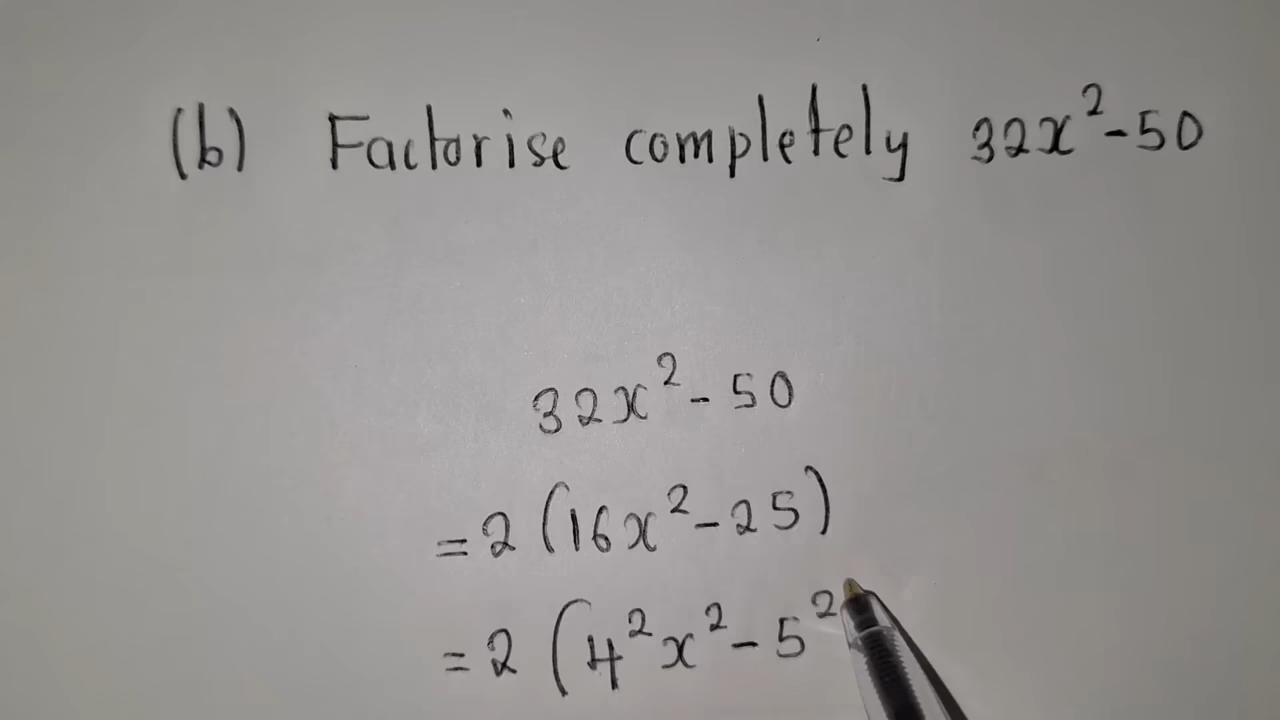 (b) Factorise completely 32x²-50
32x²-50
=2(16x²-25)
=2(4²x²-5²